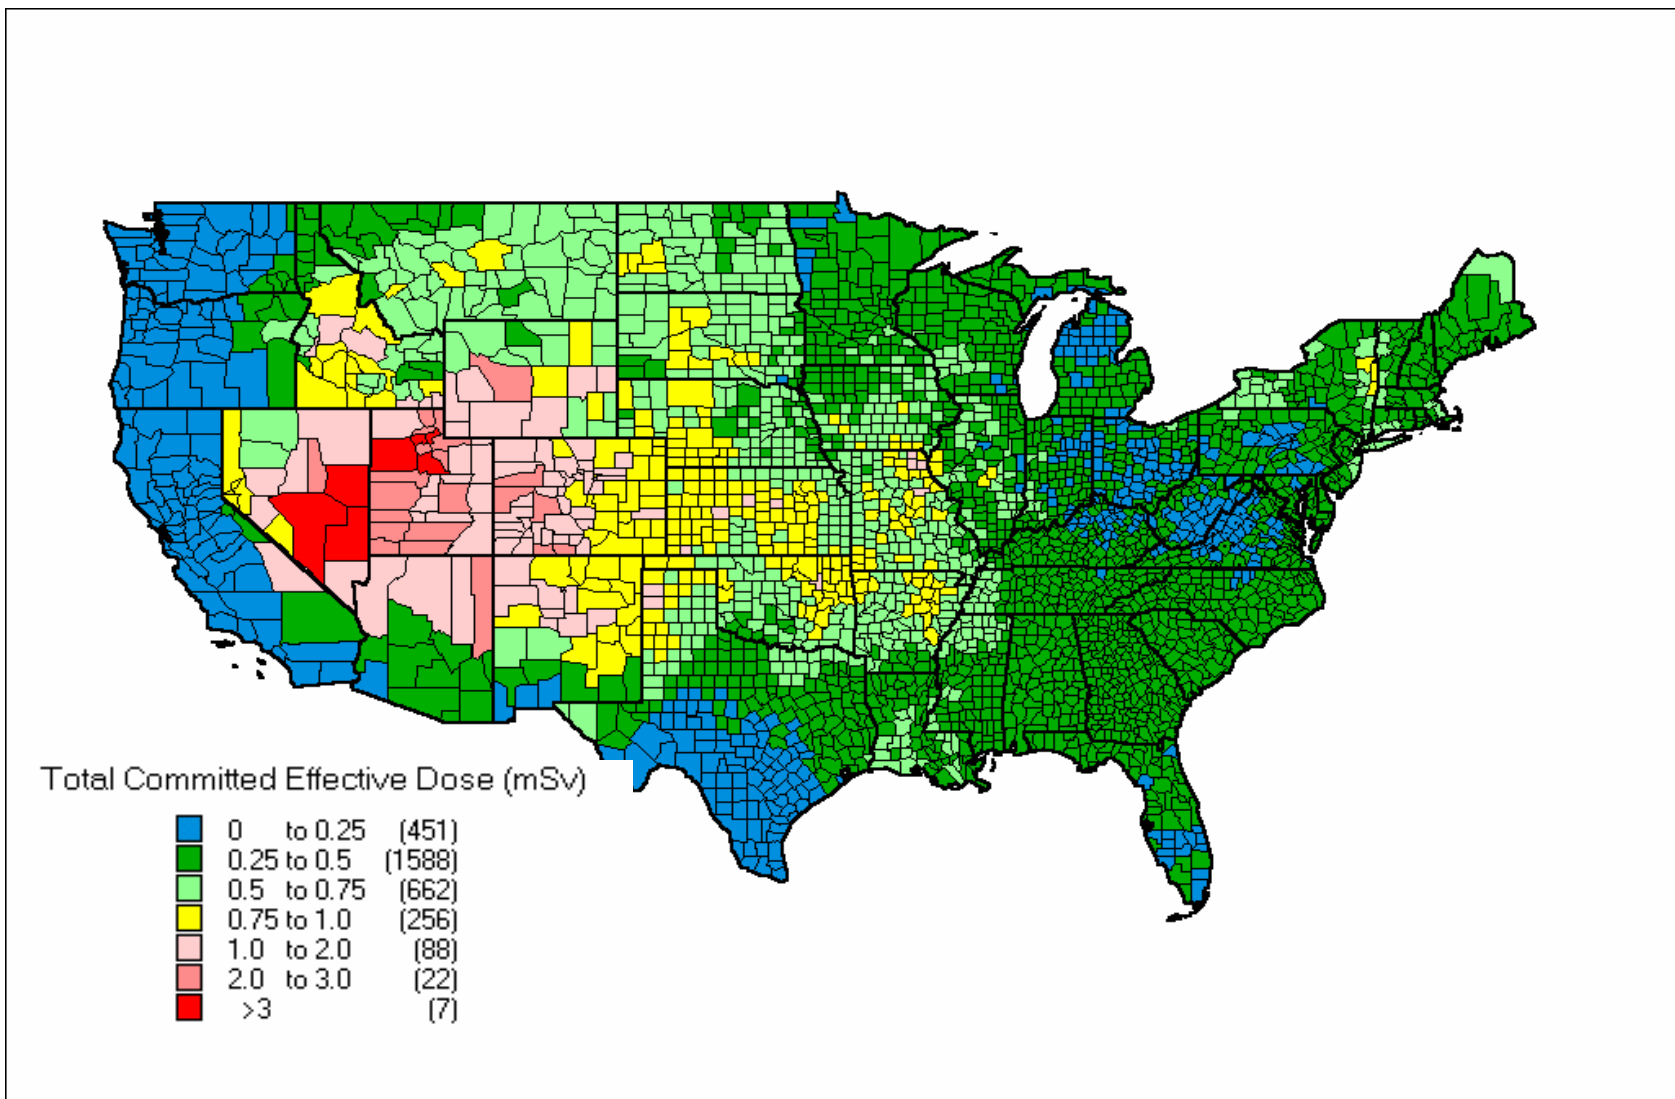 Total Committed Effective Dose (mSv)
0 to 0.25 (451)
0.25 to 0.5 (1588)
0.5 to 0.75 (662)
0.75 to 1.0 (256)
1.0 to 2.0 (88)
2.0 to 3.0 (22)
>3 (7)